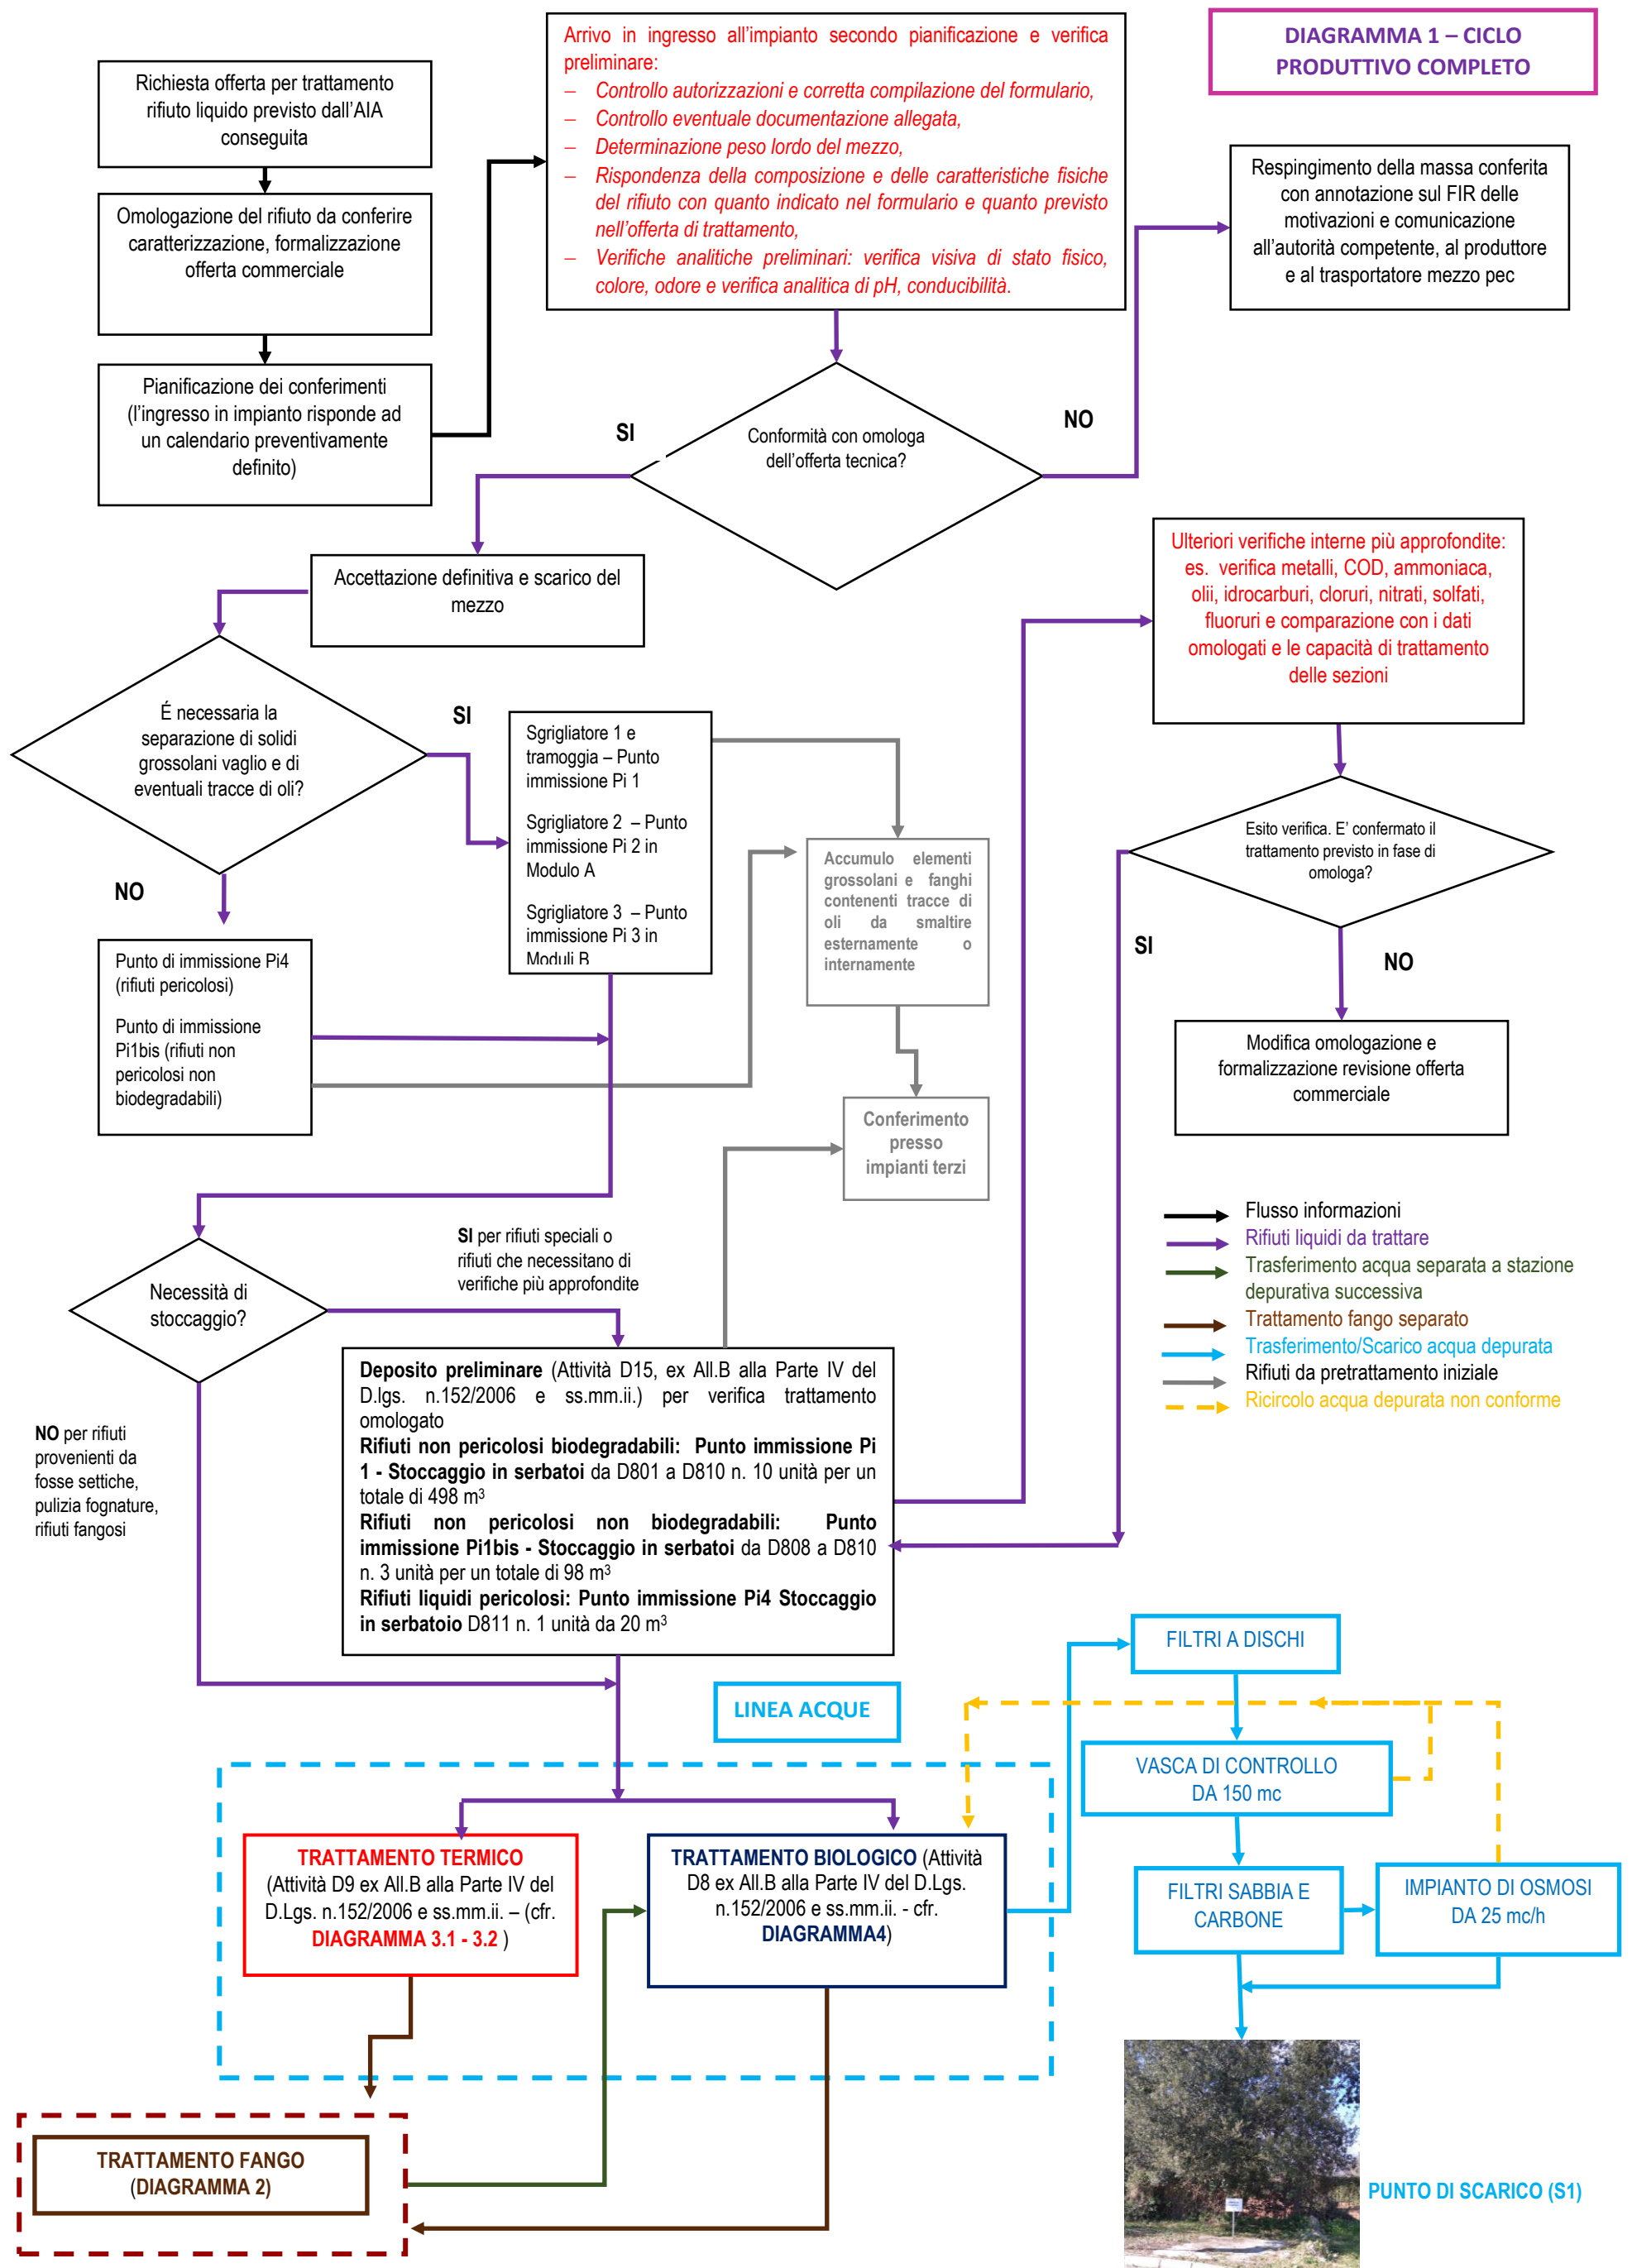 DIAGRAMMA 1 – CICLO
PRODUTTIVO COMPLETO
Richiesta offerta per trattamento
rifiuto liquido previsto dall’AIA
conseguita
Omologazione del rifiuto da conferire
caratterizzazione, formalizzazione
offerta commerciale
Pianificazione dei conferimenti
(l’ingresso in impianto risponde ad
un calendario preventivamente
definito)
Arrivo in ingresso all’impianto secondo pianificazione e verifica
preliminare:
– Controllo autorizzazioni e corretta compilazione del formulario,
– Controllo eventuale documentazione allegata,
– Determinazione peso lordo del mezzo,
– Rispondenza della composizione e delle caratteristiche fisiche
del rifiuto con quanto indicato nel formulario e quanto previsto
nell’offerta di trattamento,
– Verifiche analitiche preliminari: verifica visiva di stato fisico,
colore, odore e verifica analitica di pH, conducibilità.
Respingimento della massa conferita
con annotazione sul FIR delle
motivazioni e comunicazione
all’autorità competente, al produttore
e al trasportatore mezzo pec
SI
Conformità con omologa
dell’offerta tecnica?
NO
Accettazione definitiva e scarico del
mezzo
Ulteriori verifiche interne più approfondite:
es. verifica metalli, COD, ammoniaca,
olii, idrocarburi, cloruri, nitrati, solfati,
fluoruri e comparazione con i dati
omologati e le capacità di trattamento
delle sezioni
É necessaria la
separazione di solidi
grossolani vaglio e di
eventuali tracce di oli?
SI
NO
Sgrigliatore 1 e
tramoggia – Punto
immissione Pi 1
Sgrigliatore 2 – Punto
immissione Pi 2 in
Modulo A
Sgrigliatore 3 – Punto
immissione Pi 3 in
Moduli B
Accumulo elementi
grossolani e fanghi
contenenti tracce di
oli da smaltire
esternamente o
internamente
Esito verifica. E’ confermato il
trattamento previsto in fase di
omologa?
SI
NO
Punto di immissione Pi4
(rifiuti pericolosi)
Punto di immissione
Pi1bis (rifiuti non
pericolosi non
biodegradabili)
Modifica omologazione e
formalizzazione revisione offerta
commerciale
Conferimento
presso
impianti terzi
Flusso informazioni
Rifiuti liquidi da trattare
Trasferimento acqua separata a stazione
depurativa successiva
Trattamento fango separato
Trasferimento/Scarico acqua depurata
Rifiuti da pretrattamento iniziale
Ricircolo acqua depurata non conforme
SI per rifiuti speciali o
rifiuti che necessitano di
verifiche più approfondite
Necessità di
stoccaggio?
NO per rifiuti
provenienti da
fosse settiche,
pulizia fognature,
rifiuti fangosi
Deposito preliminare (Attività D15, ex All.B alla Parte IV del
D.lgs. n.152/2006 e ss.mm.ii.) per verifica trattamento
omologato
Rifiuti non pericolosi biodegradabili: Punto immissione Pi
1 - Stoccaggio in serbatoi da D801 a D810 n. 10 unità per un
totale di 498 m³
Rifiuti non pericolosi non biodegradabili: Punto
immissione Pi1bis - Stoccaggio in serbatoi da D808 a D810
n. 3 unità per un totale di 98 m³
Rifiuti liquidi pericolosi: Punto immissione Pi4 Stoccaggio
in serbatoio D811 n. 1 unità da 20 m³
LINEA ACQUE
FILTRI A DISCHI
VASCA DI CONTROLLO
DA 150 mc
FILTRI SABBIA E
CARBONE
IMPIANTO DI OSMOSI
DA 25 mc/h
TRATTAMENTO TERMICO
(Attività D9 ex All.B alla Parte IV del
D.Lgs. n.152/2006 e ss.mm.ii. – (cfr.
DIAGRAMMA 3.1 - 3.2 )
TRATTAMENTO BIOLOGICO (Attività
D8 ex All.B alla Parte IV del D.Lgs.
n.152/2006 e ss.mm.ii. - cfr.
DIAGRAMMA4)
TRATTAMENTO FANGO
(DIAGRAMMA 2)
PUNTO DI SCARICO (S1)